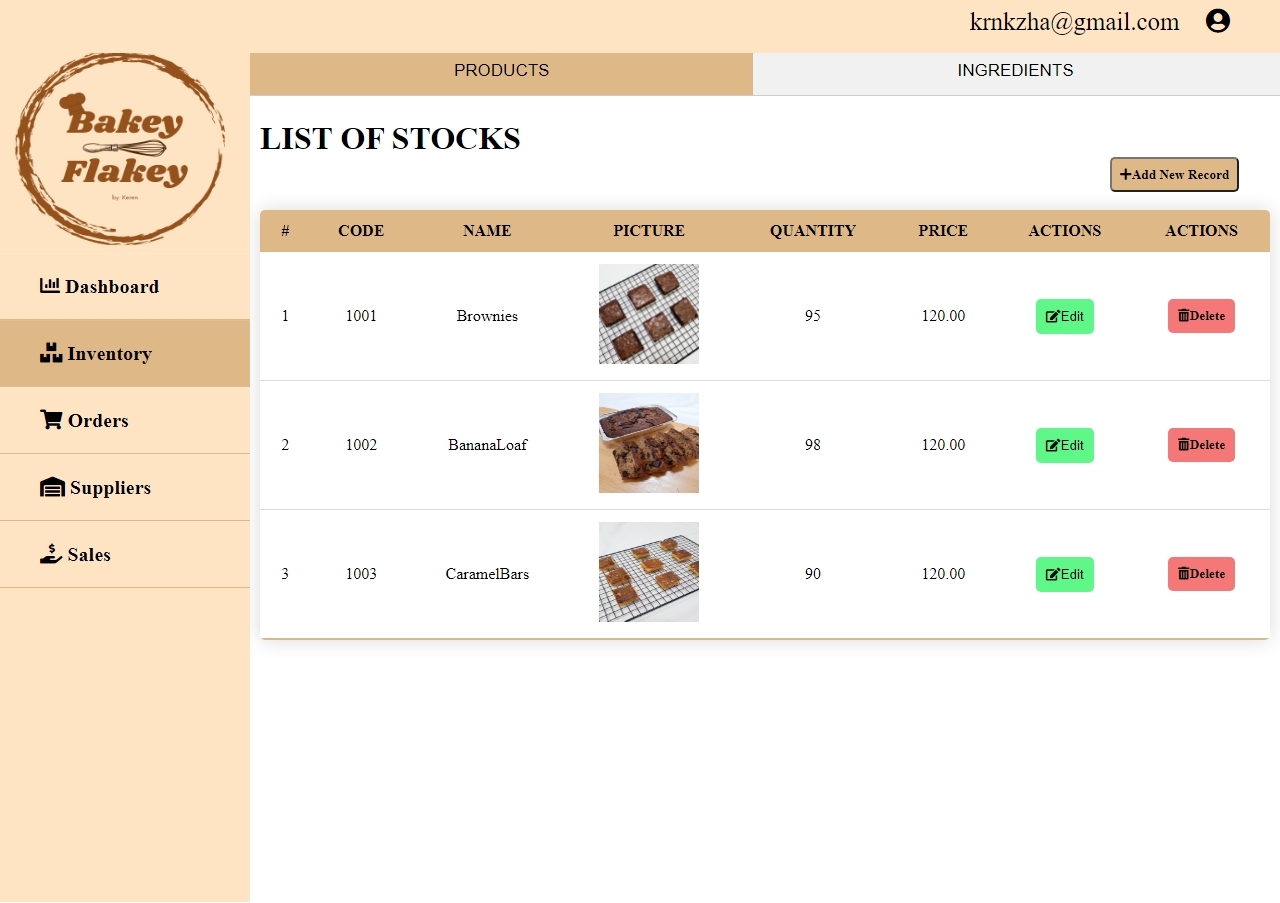 krnkzha@gmail.com
Bakey
Flakey
by Keren
PRODUCTS INGREDIENTS
LIST OF STOCKS
Add New Record
# CODE NAME PICTURE QUANTITY PRICE ACTIONS ACTIONS
1 1001 Brownies 95 120.00 Edit Delete
2 1002 BananaLoaf 98 120.00 Edit Delete
3 1003 CaramelBars 90 120.00 Edit Delete
Dashboard
Inventory
Orders
Suppliers
Sales